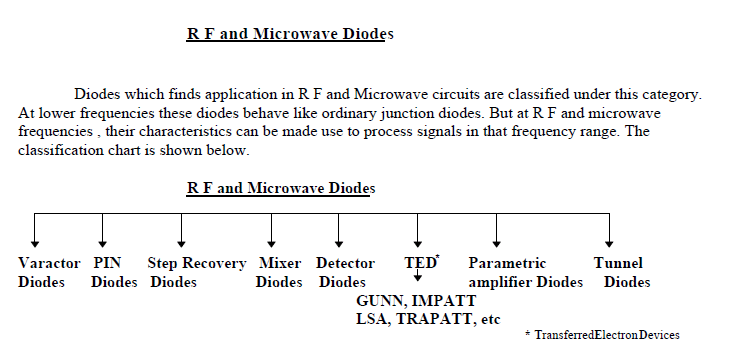 R F and Microwave Diodes
Diodes which finds application in R F and Microwave circuits are classified under this category.
At lower frequencies these diodes behave like ordinary junction diodes. But at R F and microwave
frequencies , their characteristics can be made use to process signals in that frequency range. The
classification chart is shown below.
R F and Microwave Diodes
Varactor PIN Step Recovery Mixer Detector TED* Parametric Tunnel
Diodes Diodes Diodes Diodes Diodes amplifier Diodes Diodes
GUNN, IMPATT
LSA, TRAPATT, etc
* TransferredElectronDevices